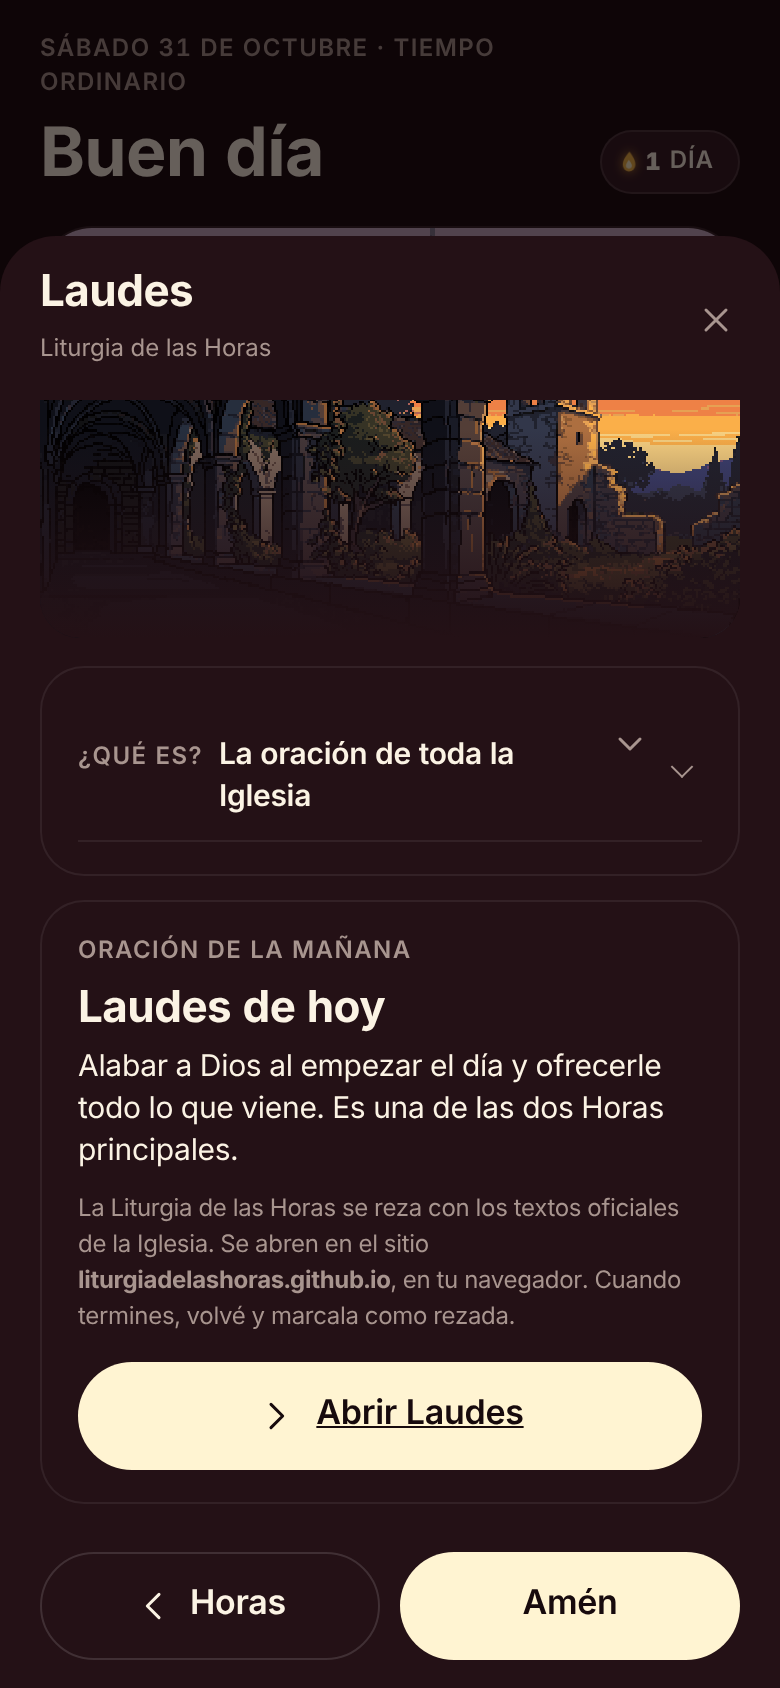 SÁBADO 31 DE OCTUBRE · TIEMPO
ORDINARIO
Buen día
1 DÍA
Laudes
Liturgia de las Horas
¿QUÉ ES? La oración de toda la
Iglesia
ORACIÓN DE LA MAÑANA
Laudes de hoy
Alabar a Dios al empezar el día y ofrecerle
todo lo que viene. Es una de las dos Horas
principales.
La Liturgia de las Horas se reza con los textos oficiales
de la Iglesia. Se abren en el sitio
liturgiadelashoras.github.io, en tu navegador. Cuando
termines, volvé y marcala como rezada.
Abrir Laudes
Horas
Amén